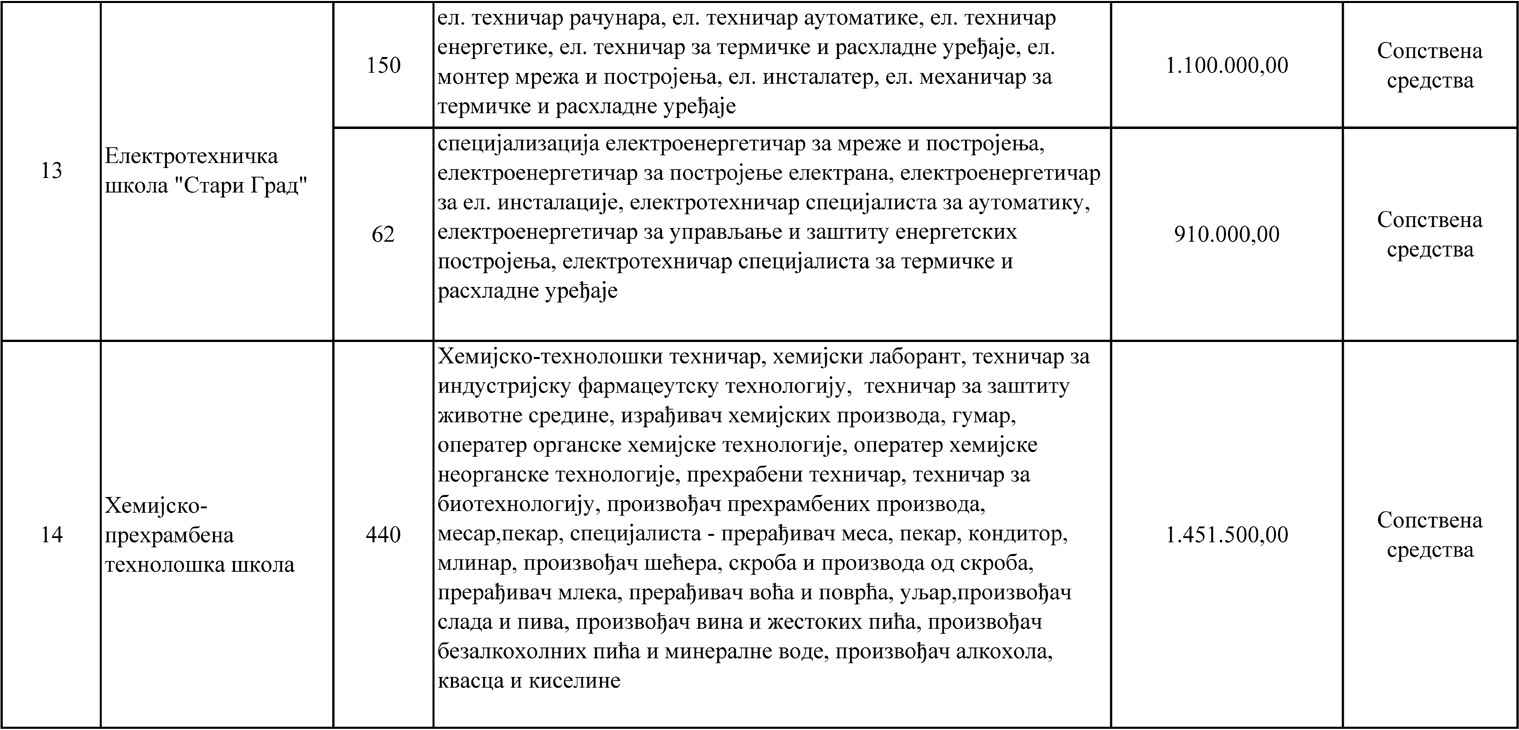 13
Електротехничка
школа "Стари Град"
150
ел. техничар рачунара, ел. техничар аутоматике, ел. техничар
енергетике, ел. техничар за термичке и расхладне уређаје, ел.
монтер мрежа и постројења, ел. инсталатер, ел. механичар за
термичке и расхладне уређаје
1.100.000,00
Сопствена
средства
62
специјализација електроенергетичар за мреже и постројења,
електроенергетичар за постројење електрана, електроенергетичар
за ел. инсталације, електротехничар специјалиста за аутоматику,
електроенергетичар за управљање и заштиту енергетских
постројења, електротехничар специјалиста за термичке и
расхладне уређаје
910.000,00
Сопствена
средства
14
Хемијско-
прехрамбена
технолошка школа
440
Хемијско-технолошки техничар, хемијски лаборант, техничар за
индустријску фармацеутску технологију,  техничар за заштиту
животне средине, израђивач хемијских производа, гумар,
оператер органске хемијске технологије, оператер хемијске
неорганске технологије, прехрабени техничар, техничар за
биотехнологију, произвођач прехрамбених производа,
месар,пекар, специјалиста - прерађивач меса, пекар, кондитор,
млинар, произвођач шећера, скроба и производа од скроба,
прерађивач млека, прерађивач воћа и поврћа, уљар,произвођач
слада и пива, произвођач вина и жестоких пића, произвођач
безалкохолних пића и минералне воде, произвођач алкохола,
квасца и киселине
1.451.500,00
Сопствена
средства